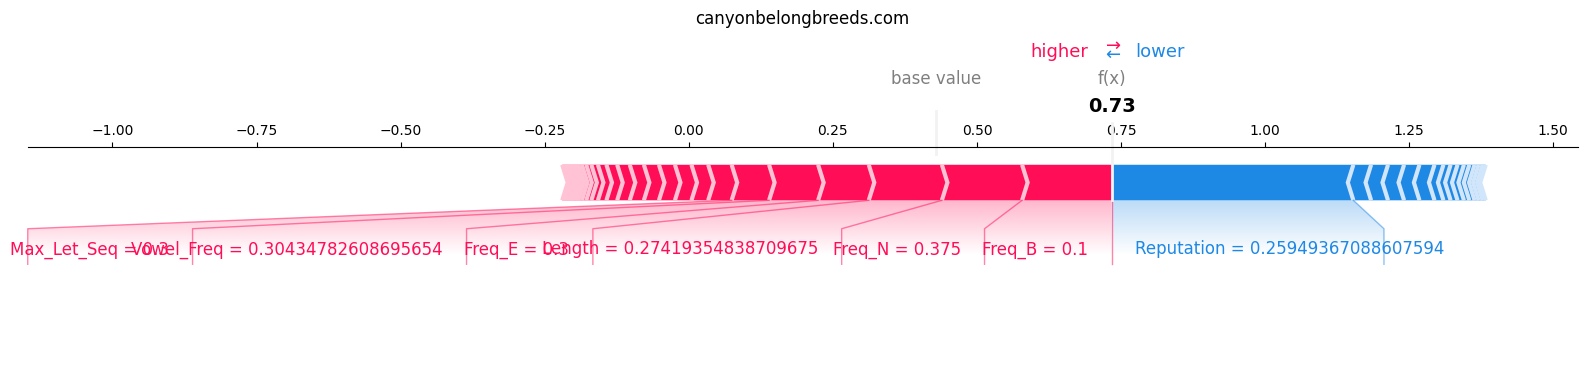 canyonbelongbreeds.com
higher ⇄ lower
base value f(x)
0.73
−1.00 −0.75 −0.50 −0.25 0.00 0.25 0.50 0.75 1.00 1.25 1.50
Max_Let_Seq = 0.3 Vowel_Freq = 0.30434782608695654 Freq_E = 0.3 Length = 0.27419354838709675 Freq_N = 0.375 Freq_B = 0.1 Reputation = 0.25949367088607594